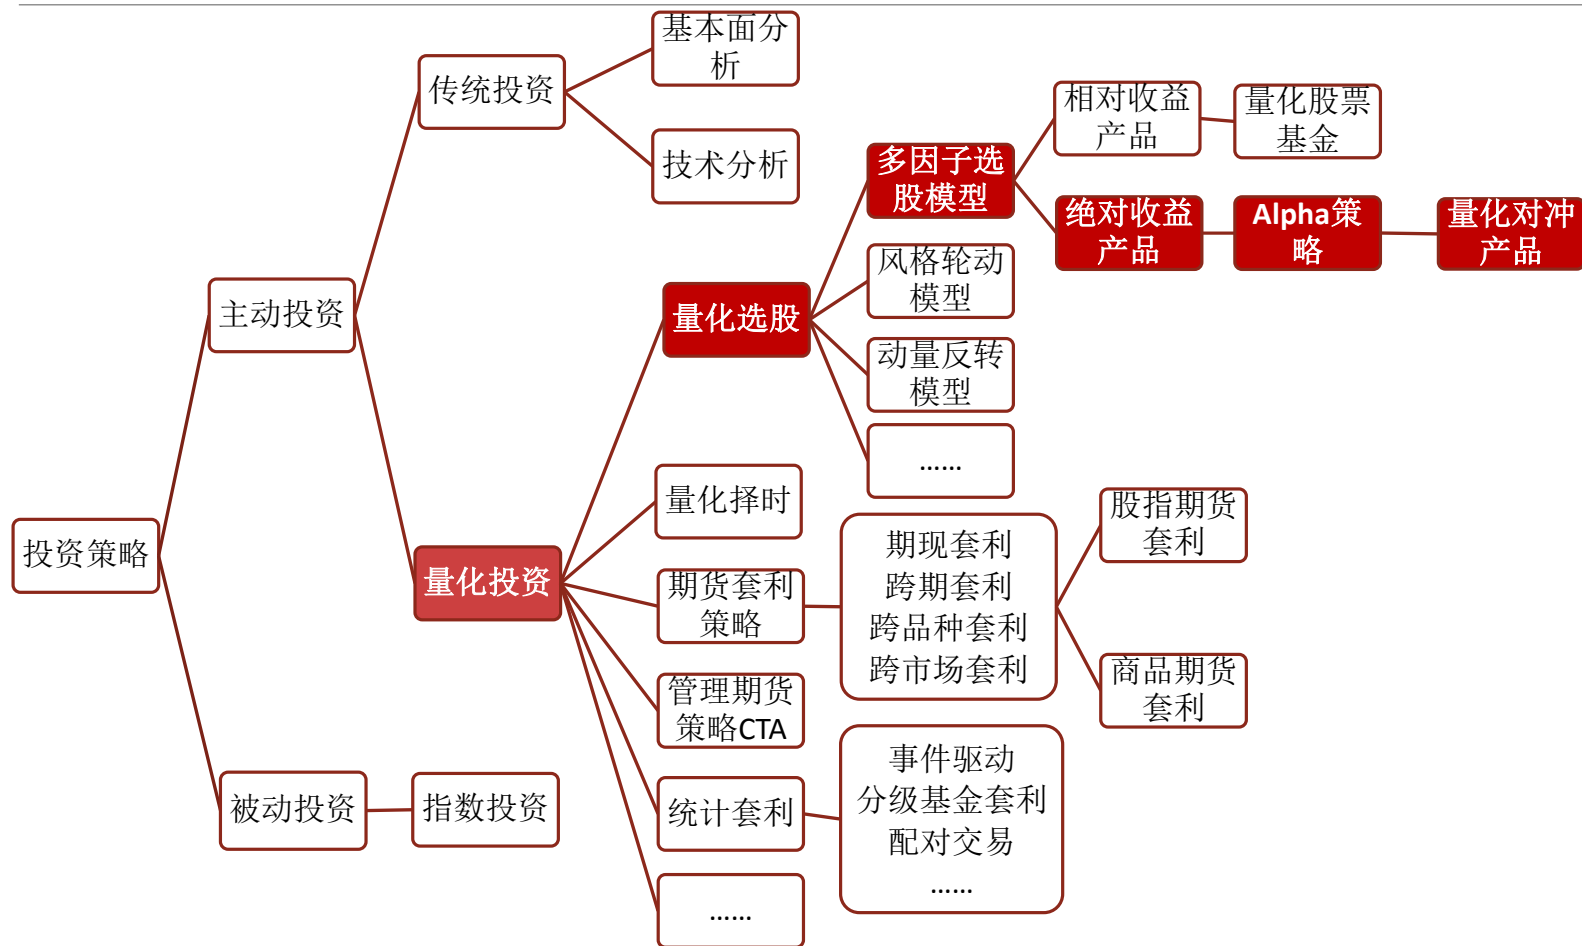 基本面分
析
传统投资
技术分析
相对收益
产品
量化股票
基金
多因子选
股模型
绝对收益
产品
Alpha策
略
量化对冲
产品
风格轮动
模型
主动投资
量化选股
动量反转
模型
......
量化择时
股指期货
套利
投资策略
量化投资
期货套利
策略
期现套利
跨期套利
跨品种套利
跨市场套利
商品期货
套利
管理期货
策略CTA
被动投资
指数投资
统计套利
事件驱动
分级基金套利
配对交易
......
......